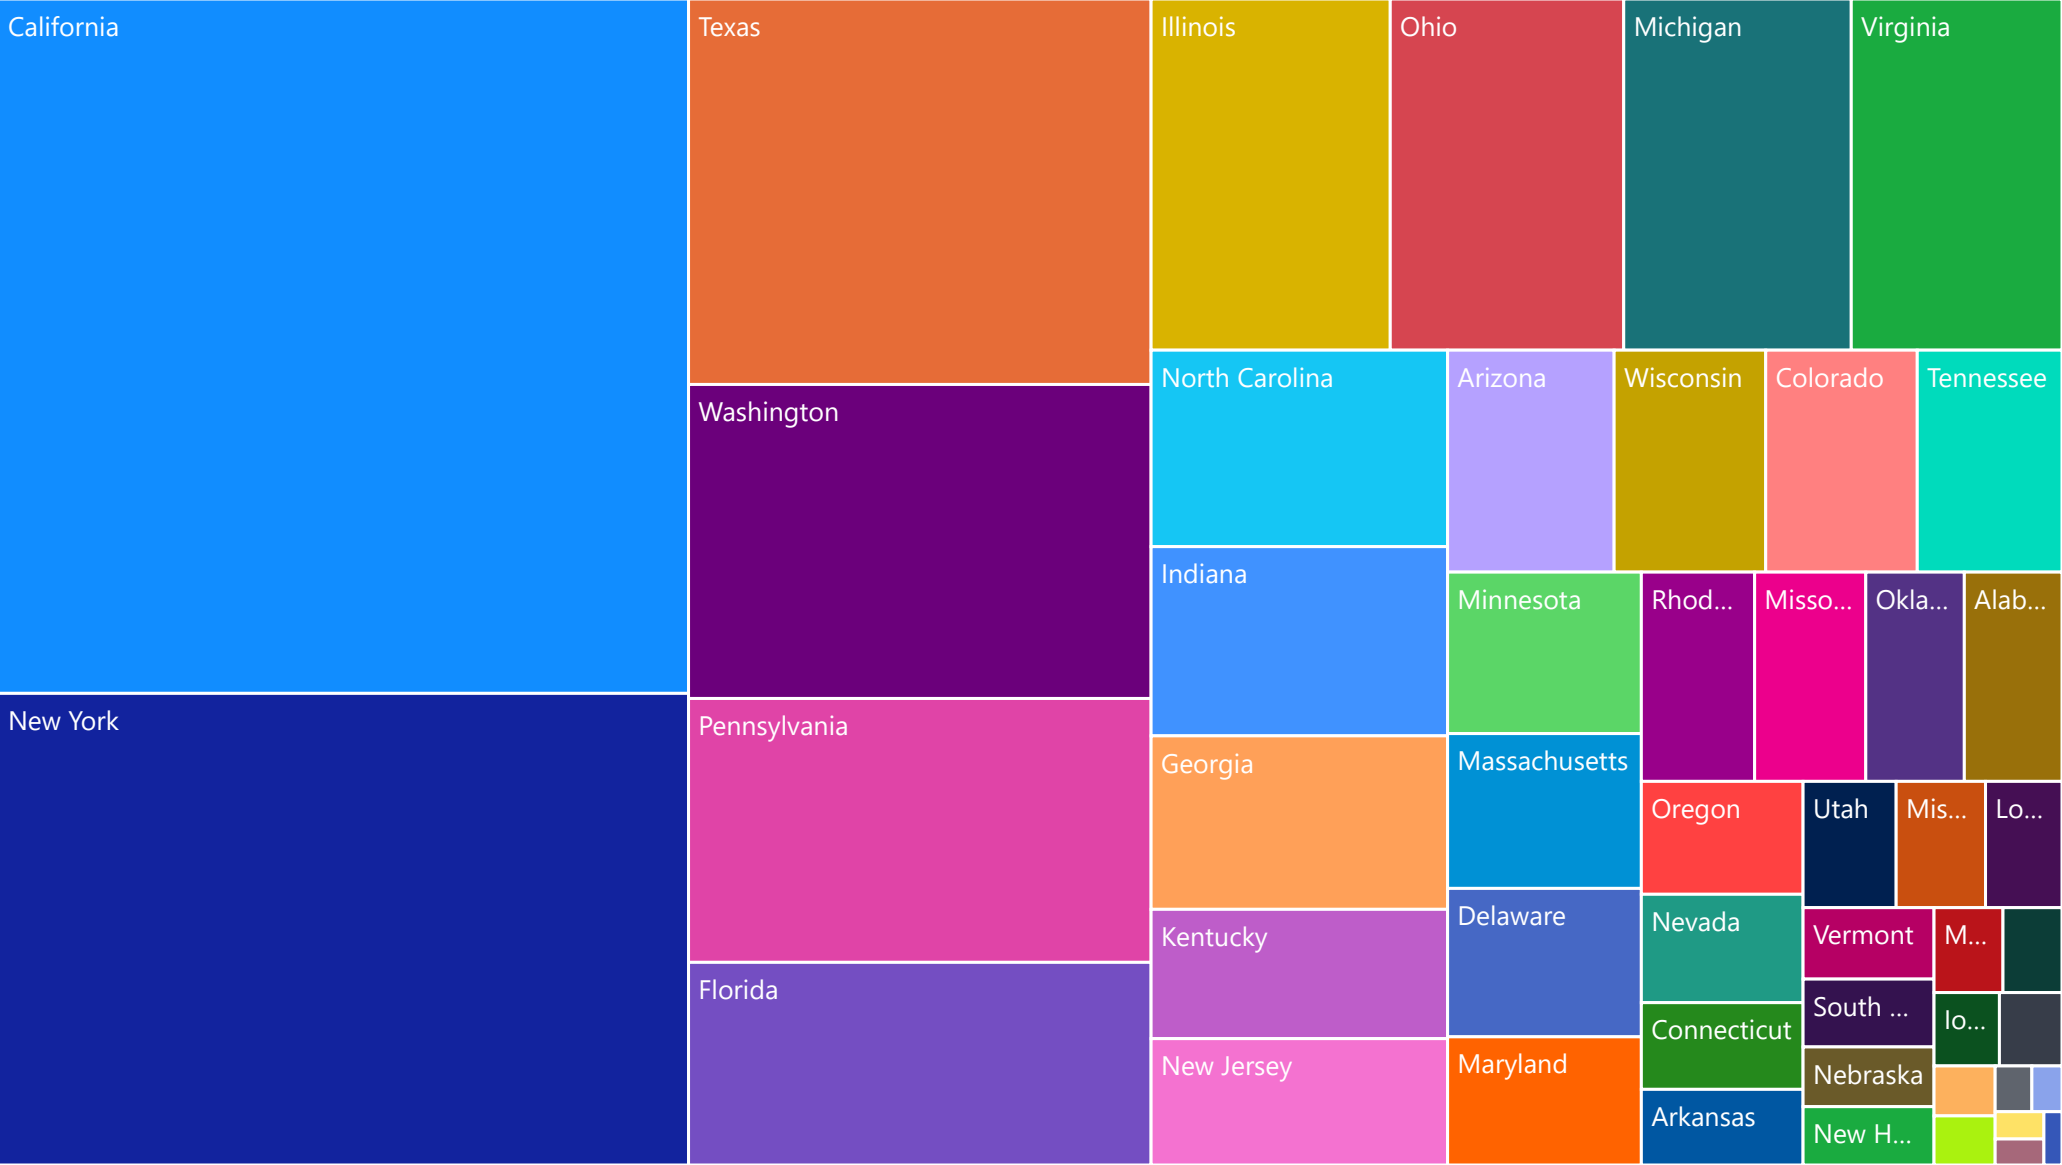 California
New York
Texas
Washington
Pennsylvania
Florida
Illinois
Ohio
Michigan
Virginia
North Carolina
Indiana
Georgia
Kentucky
New Jersey
Arizona
Wisconsin
Colorado
Tennessee
Minnesota
Massachusetts
Delaware
Maryland
Rhod...
Misso...
Okla...
Alab...
Oregon
Nevada
Connecticut
Arkansas
Utah
Mis...
Lo...
Vermont
South ...
Nebraska
New H...
M...
Io...